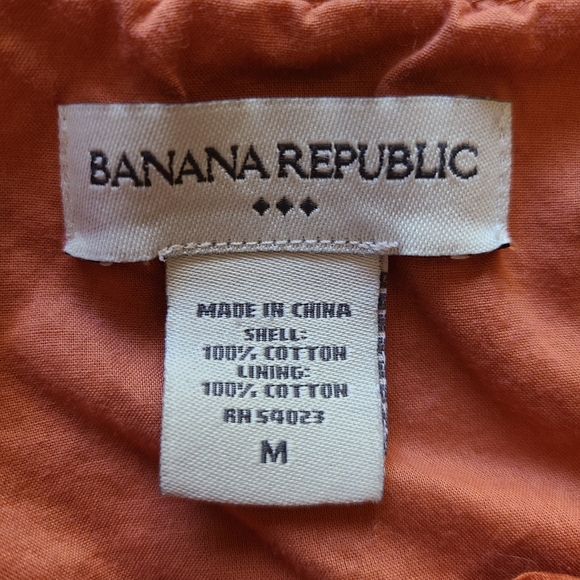 BANANA REPUBLIC
MADE IN CHINA
SHELL:
100% COTTON
LINING:
100% COTTON
RN 54023
M